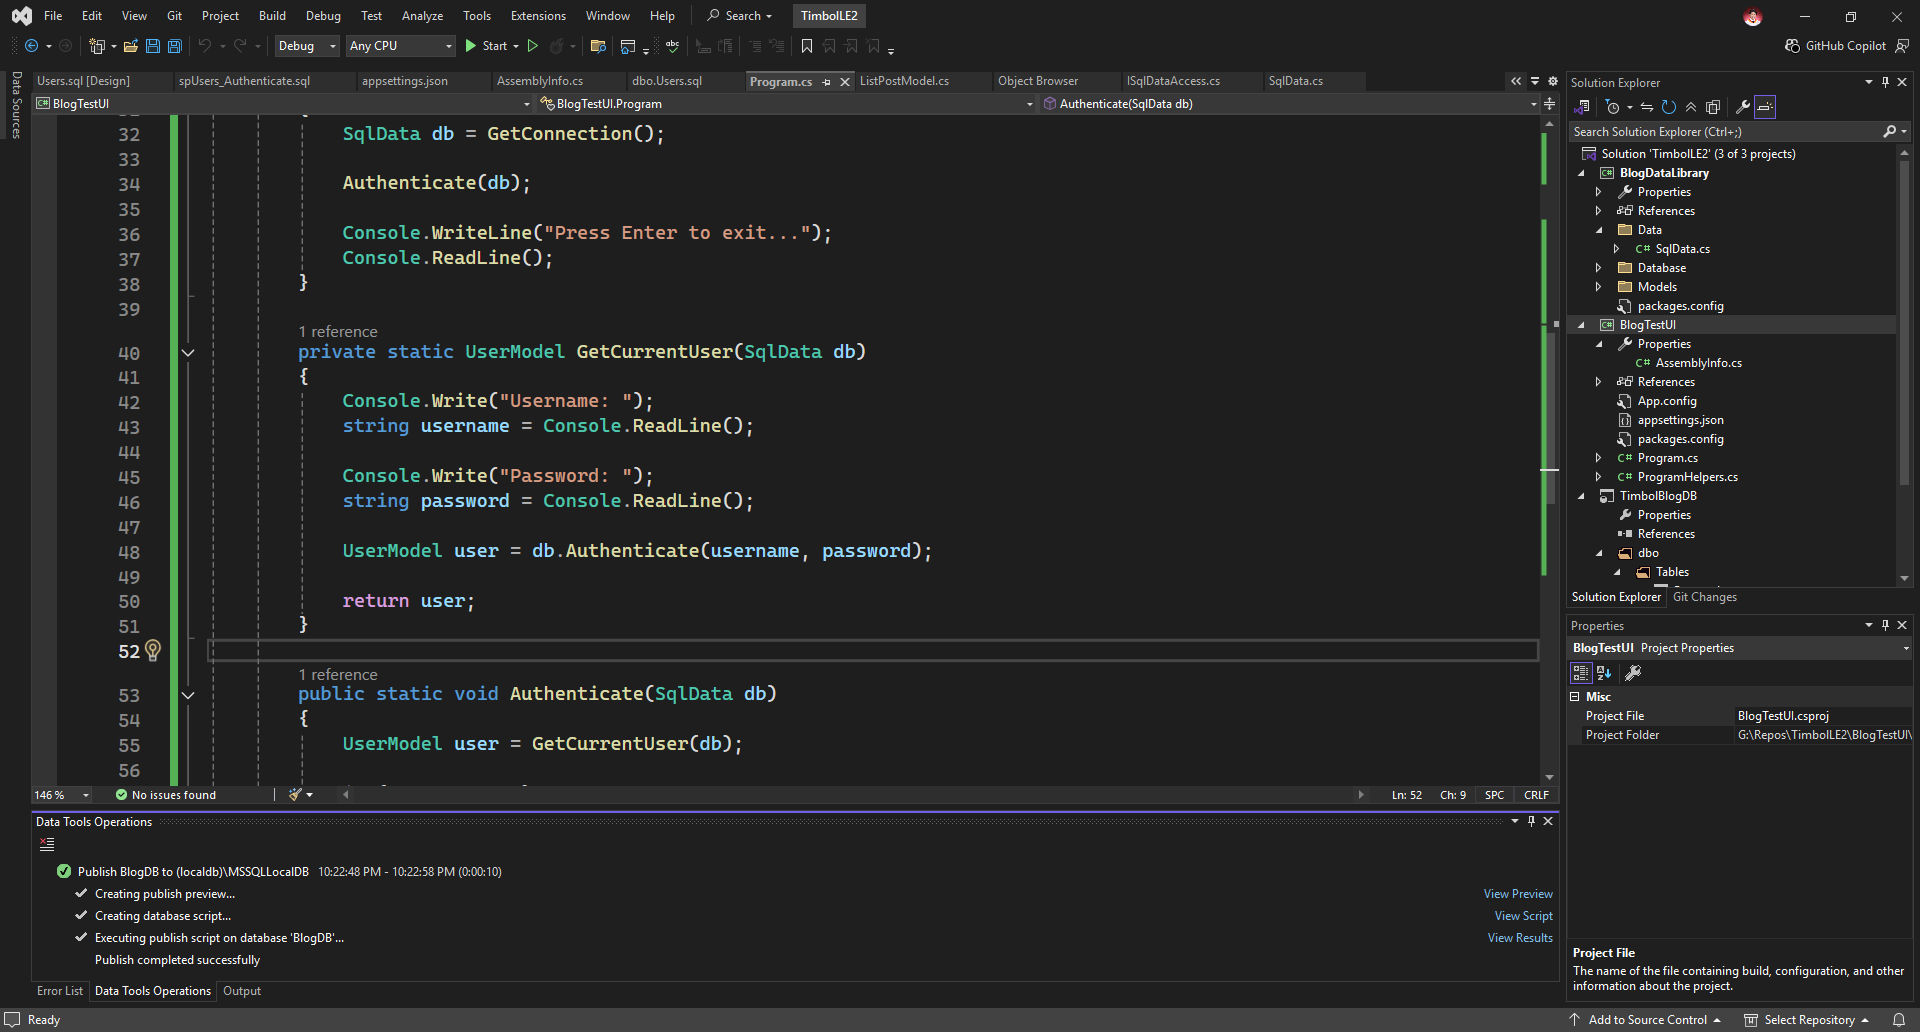 File Edit View Git Project Build Debug Test Analyze Tools Extensions Window Help Search TimbolLE2
Debug Any CPU Start GitHub Copilot
Data Sources
Users.sql [Design] spUsers_Authenticate.sql appsettings.json AssemblyInfo.cs dbo.Users.sql Program.cs ListPostModel.cs Object Browser ISqlDataAccess.cs SqlData.cs
BlogTestUI BlogTestUI.Program Authenticate(SqlData db)
32 SqlData db = GetConnection();
33
34 Authenticate(db);
35
36 Console.WriteLine("Press Enter to exit...");
37 Console.ReadLine();
38 }
39
1 reference
40 private static UserModel GetCurrentUser(SqlData db)
41 {
42 Console.Write("Username: ");
43 string username = Console.ReadLine();
44
45 Console.Write("Password: ");
46 string password = Console.ReadLine();
47
48 UserModel user = db.Authenticate(username, password);
49
50 return user;
51 }
52
1 reference
53 public static void Authenticate(SqlData db)
54 {
55 UserModel user = GetCurrentUser(db);
56
146 % No issues found Ln: 52 Ch: 9 SPC CRLF
Data Tools Operations
Publish BlogDB to (localdb)\MSSQLLocalDB 10:22:48 PM - 10:22:58 PM (0:00:10)
Creating publish preview... View Preview
Creating database script... View Script
Executing publish script on database 'BlogDB'... View Results
Publish completed successfully
Error List Data Tools Operations Output
Solution Explorer
Search Solution Explorer (Ctrl+;)
Solution 'TimbolLE2' (3 of 3 projects)
BlogDataLibrary
Properties
References
Data
C# SqlData.cs
Database
Models
packages.config
BlogTestUI
Properties
C# AssemblyInfo.cs
References
App.config
appsettings.json
packages.config
C# Program.cs
C# ProgramHelpers.cs
TimbolBlogDB
Properties
References
dbo
Tables
Solution Explorer Git Changes
Properties
BlogTestUI Project Properties
Misc
Project File BlogTestUI.csproj
Project Folder G:\Repos\TimbolLE2\BlogTestUI\
Project File
The name of the file containing build, configuration, and other
information about the project.
Ready Add to Source Control Select Repository